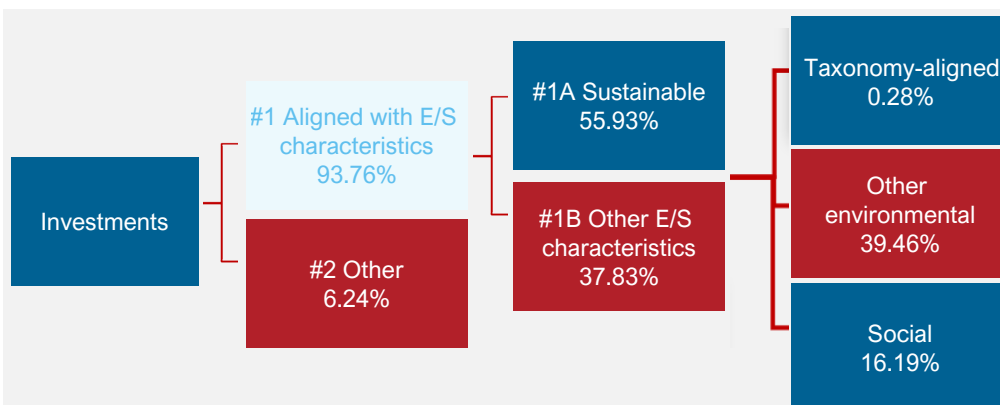 Investments
#1 Aligned with E/S
characteristics
93.76%
#2 Other
6.24%
#1A Sustainable
55.93%
#1B Other E/S
characteristics
37.83%
Taxonomy-aligned
0.28%
Other
environmental
39.46%
Social
16.19%